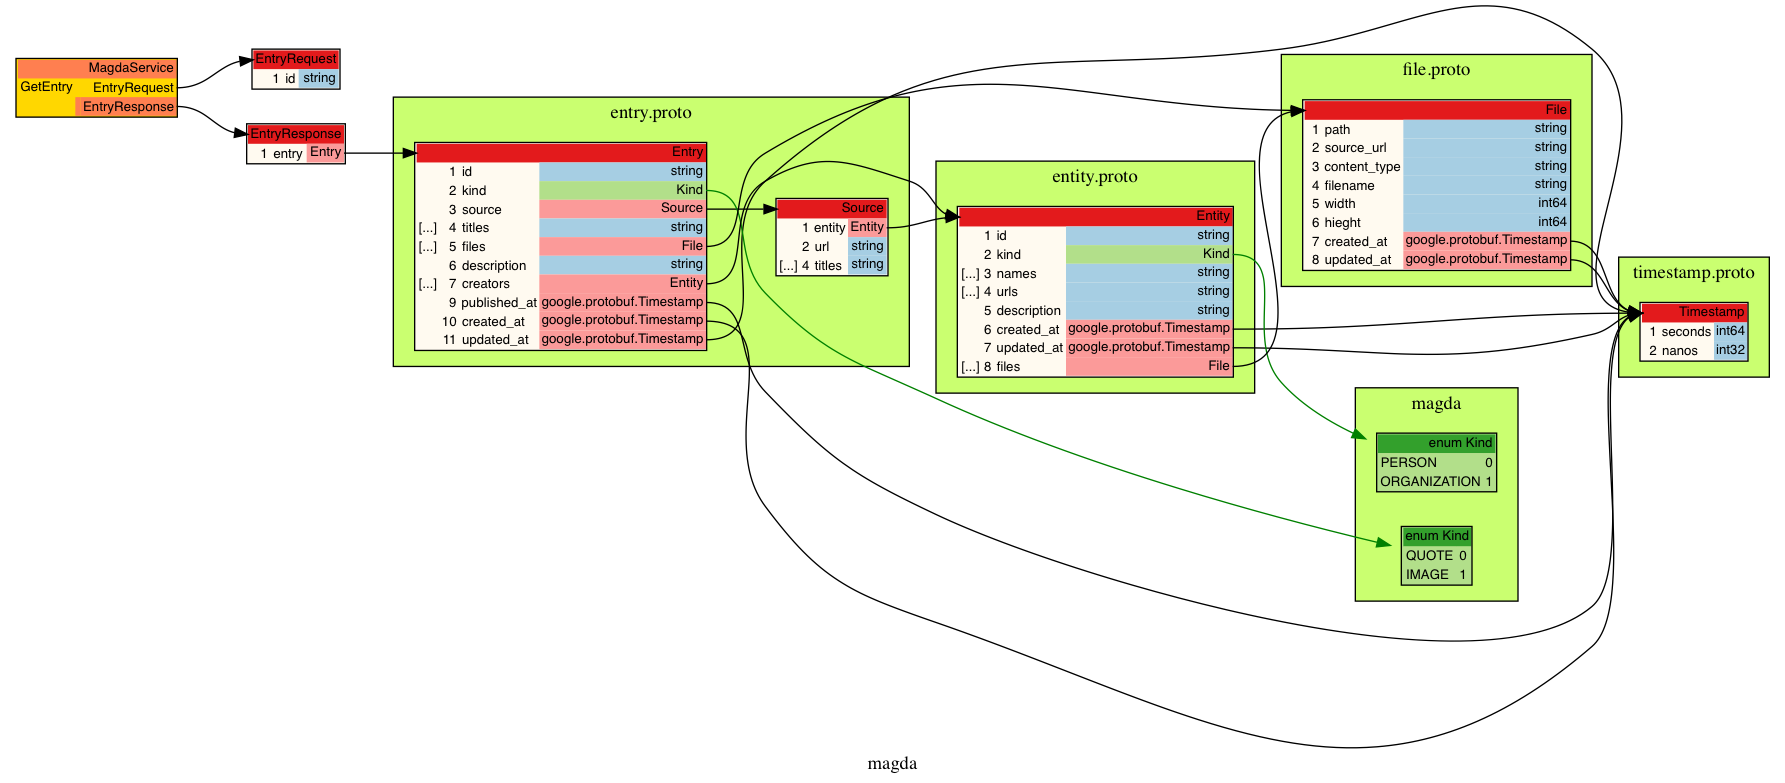 MagdaService
GetEntry EntryRequest
EntryResponse
EntryRequest
1 id string
EntryResponse
1 entry Entry
entry.proto
Entry
1 id string
2 kind Kind
3 source Source
[...] 4 titles string
[...] 5 files File
6 description string
[...] 7 creators Entity
9 published_at google.protobuf.Timestamp
10 created_at google.protobuf.Timestamp
11 updated_at google.protobuf.Timestamp
Source
1 entity Entity
2 url string
[...] 4 titles string
entity.proto
Entity
1 id string
2 kind Kind
[...] 3 names string
[...] 4 urls string
5 description string
6 created_at google.protobuf.Timestamp
7 updated_at google.protobuf.Timestamp
[...] 8 files File
file.proto
File
1 path string
2 source_url string
3 content_type string
4 filename string
5 width int64
6 hieght int64
7 created_at google.protobuf.Timestamp
8 updated_at google.protobuf.Timestamp
timestamp.proto
Timestamp
1 seconds int64
2 nanos int32
magda
enum Kind
PERSON 0
ORGANIZATION 1
enum Kind
QUOTE 0
IMAGE 1
magda